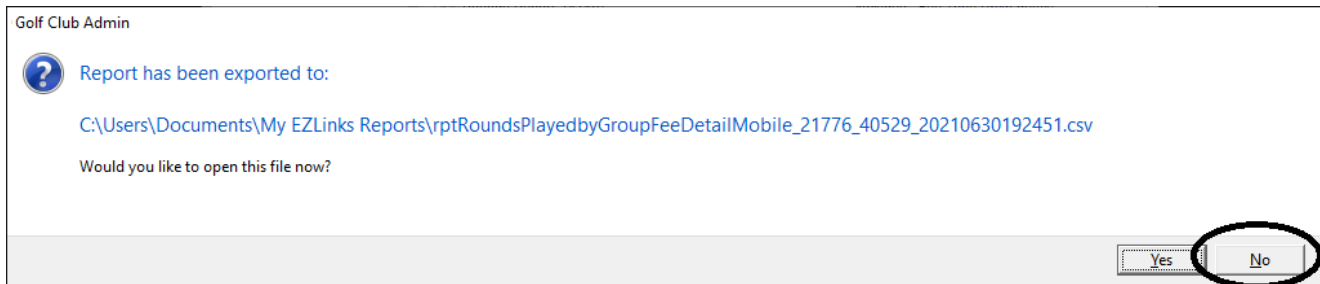 Golf Club Admin
Report has been exported to:
C:\Users\Documents\My EZLinks Reports\rptRoundsPlayedbyGroupFeeDetailMobile_21776_40529_20210630192451.csv
Would you like to open this file now?
Yes No